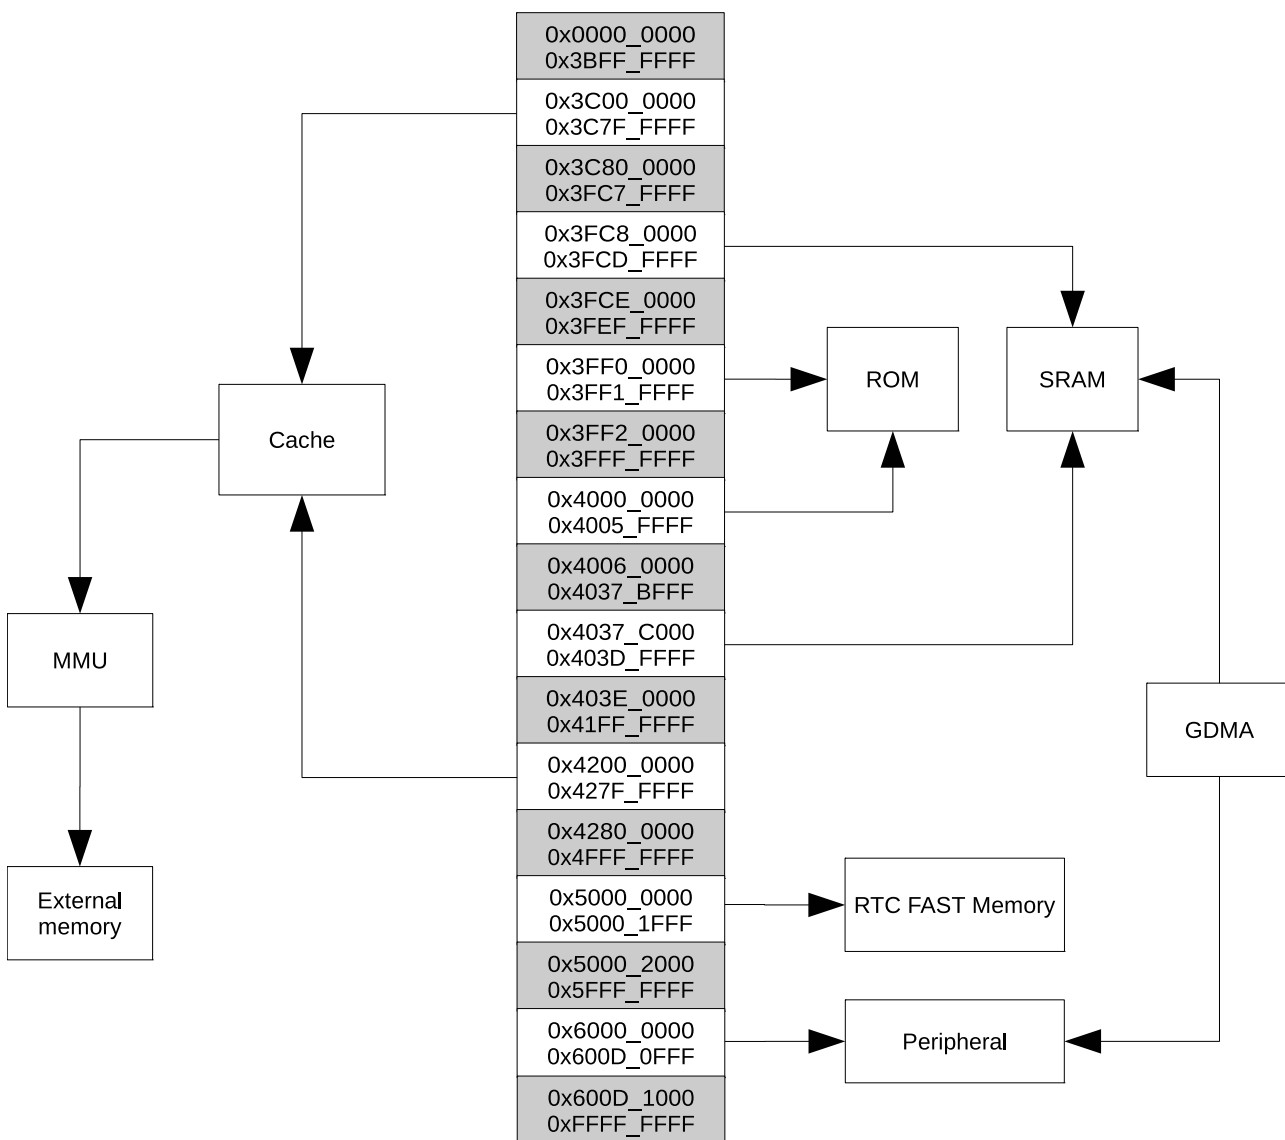 0x0000_0000
0x3BFF_FFFF
0x3C00_0000
0x3C7F_FFFF
0x3C80_0000
0x3FC7_FFFF
0x3FC8_0000
0x3FCD_FFFF
0x3FCE_0000
0x3FEF_FFFF
0x3FF0_0000
0x3FF1_FFFF
ROM
SRAM
Cache
0x3FF2_0000
0x3FFF_FFFF
0x4000_0000
0x4005_FFFF
0x4006_0000
0x4037_BFFF
0x4037_C000
0x403D_FFFF
MMU
0x403E_0000
0x41FF_FFFF
GDMA
0x4200_0000
0x427F_FFFF
0x4280_0000
0x4FFF_FFFF
External
memory
0x5000_0000
0x5000_1FFF
RTC FAST Memory
0x5000_2000
0x5FFF_FFFF
0x6000_0000
0x600D_0FFF
Peripheral
0x600D_1000
0xFFFF_FFFF